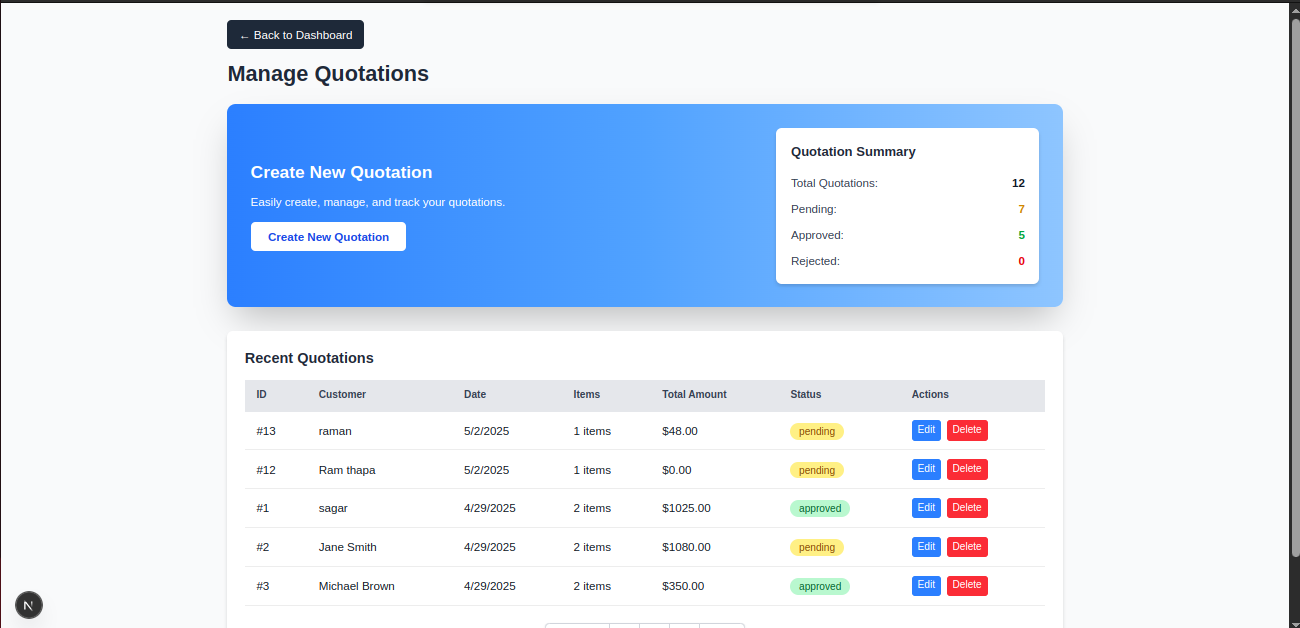 ← Back to Dashboard
Manage Quotations
Create New Quotation
Easily create, manage, and track your quotations.
Create New Quotation
Quotation Summary
Total Quotations: 12
Pending: 7
Approved: 5
Rejected: 0
Recent Quotations
ID Customer Date Items Total Amount Status Actions
#13 raman 5/2/2025 1 items $48.00 pending Edit Delete
#12 Ram thapa 5/2/2025 1 items $0.00 pending Edit Delete
#1 sagar 4/29/2025 2 items $1025.00 approved Edit Delete
#2 Jane Smith 4/29/2025 2 items $1080.00 pending Edit Delete
#3 Michael Brown 4/29/2025 2 items $350.00 approved Edit Delete
N